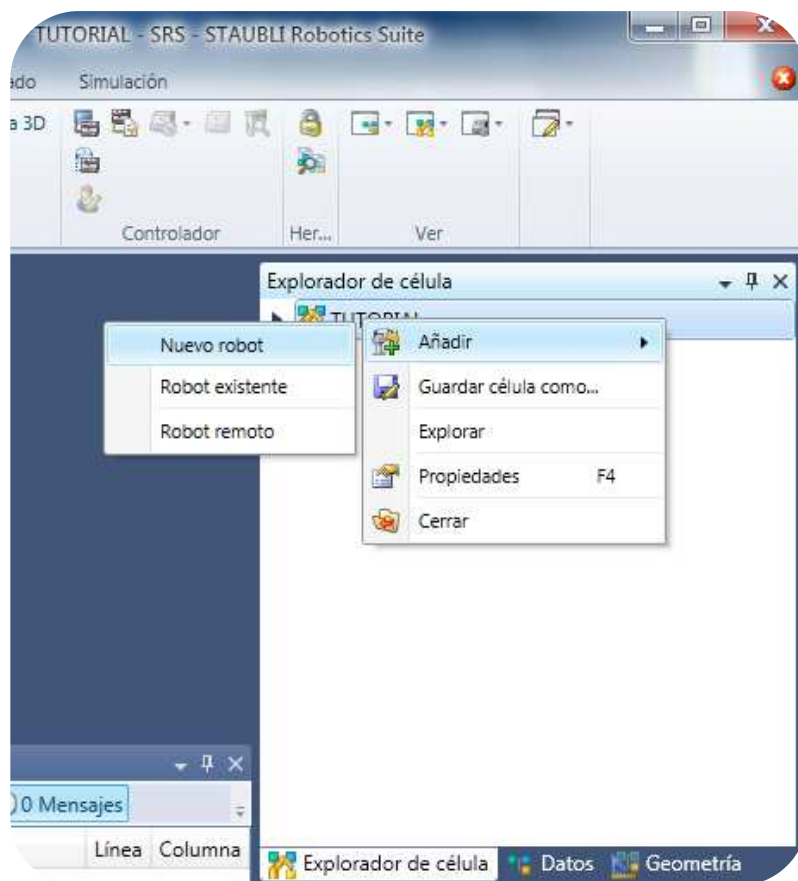 TUTORIAL - SRS - STAUBLI Robotics Suite
Simulación
3D
Controlador
Her...
Ver
Explorador de célula
TUTORIAL
Nuevo robot
Robot existente
Robot remoto
Añadir
Guardar célula como...
Explorar
Propiedades F4
Cerrar
0 Mensajes
Línea Columna
Explorador de célula Datos Geometría